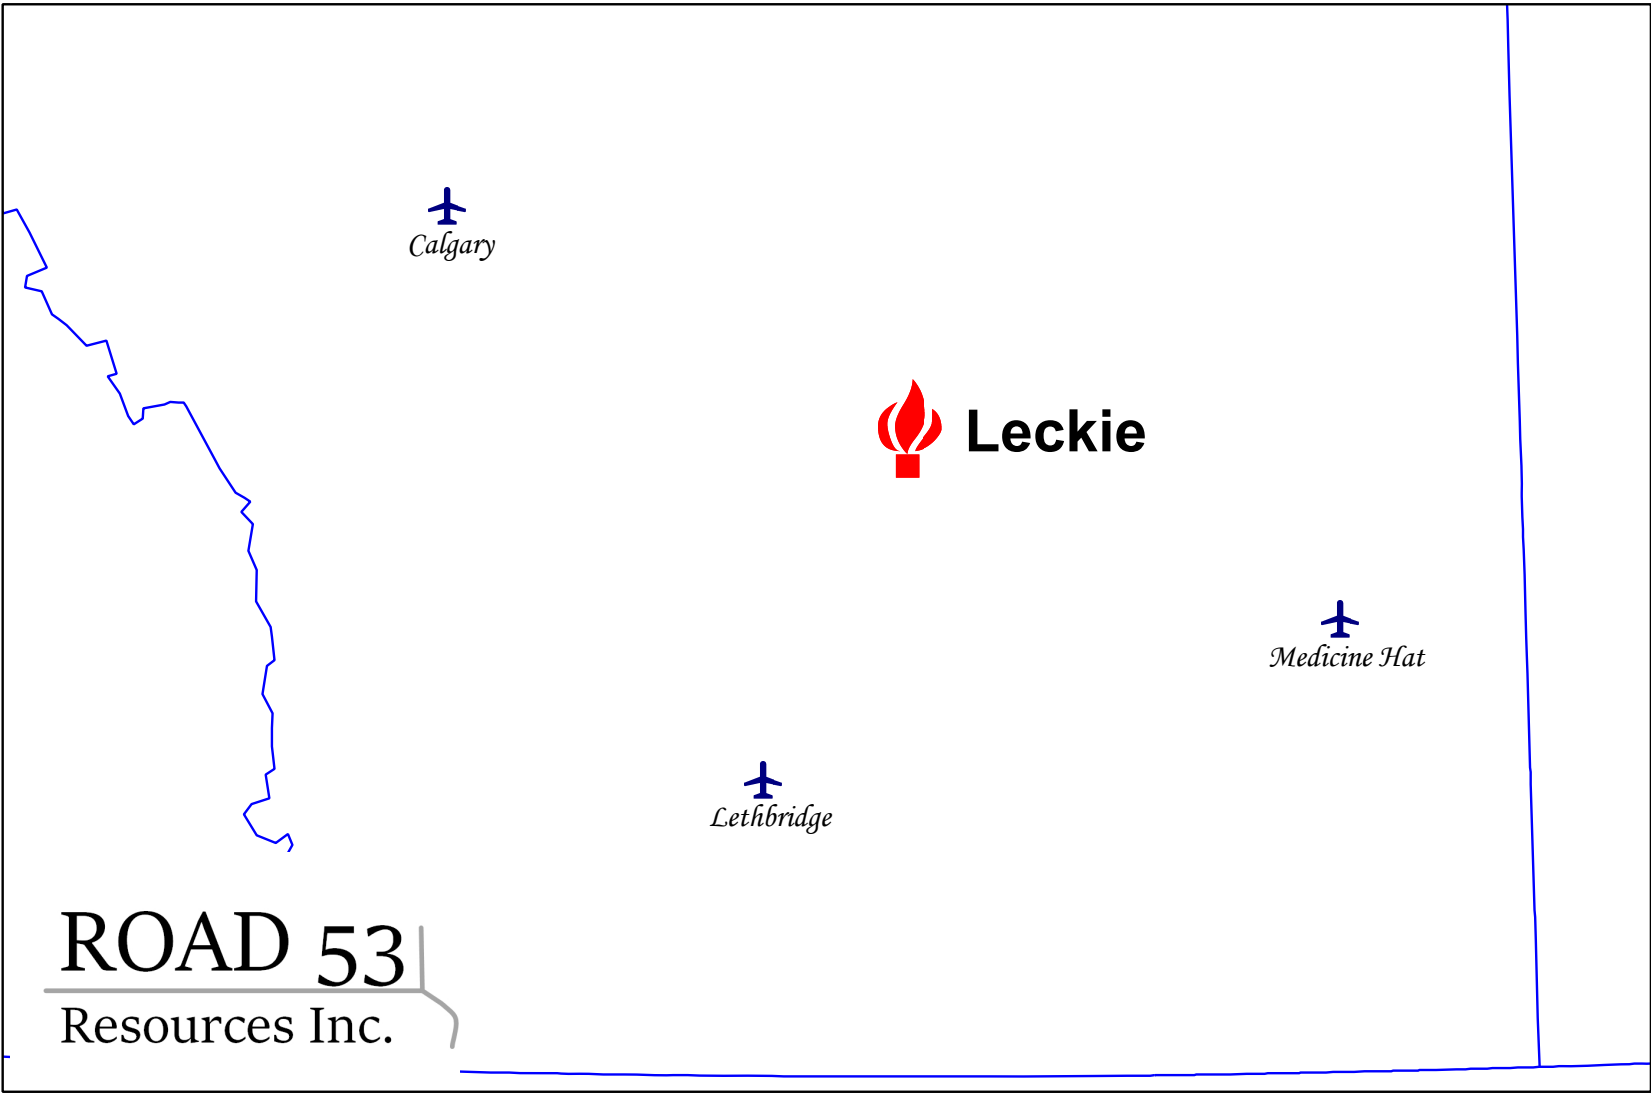 Calgary
Leckie
Medicine Hat
Lethbridge
ROAD 53
Resources Inc.